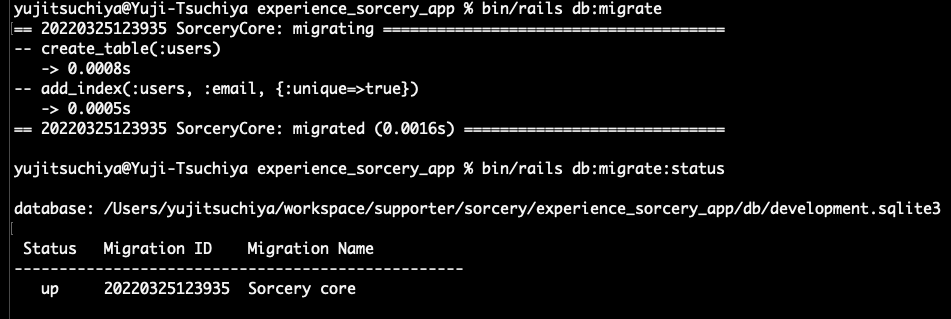 yujitsuchiya@Yuji-Tsuchiya experience_sorcery_app % bin/rails db:migrate
== 20220325123935 SorceryCore: migrating ======================================
-- create_table(:users)
   -> 0.0008s
-- add_index(:users, :email, {:unique=>true})
   -> 0.0005s
== 20220325123935 SorceryCore: migrated (0.0016s) =============================
yujitsuchiya@Yuji-Tsuchiya experience_sorcery_app % bin/rails db:migrate:status
database: /Users/yujitsuchiya/workspace/supporter/sorcery/experience_sorcery_app/db/development.sqlite3
 Status   Migration ID    Migration Name
--------------------------------------------------
   up     20220325123935  Sorcery core